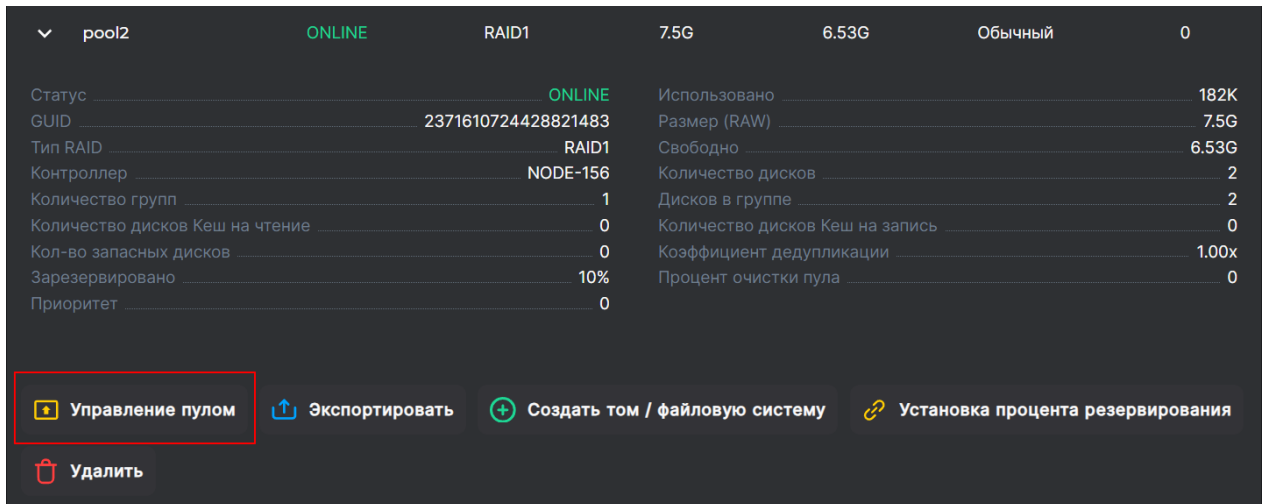 pool2 ONLINE RAID1 7.5G 6.53G Обычный 0
Статус ONLINE Использовано 182K
GUID 2371610724428821483 Размер (RAW) 7.5G
Тип RAID RAID1 Свободно 6.53G
Контроллер NODE-156 Количество дисков 2
Количество групп 1 Дисков в группе 2
Количество дисков Кеш на чтение 0 Количество дисков Кеш на запись 0
Кол-во запасных дисков 0 Коэффициент дедупликации 1.00x
Зарезервировано 10% Процент очистки пула 0
Приоритет 0
Управление пулом Экспортировать Создать том / файловую систему Установка процента резервирования
Удалить